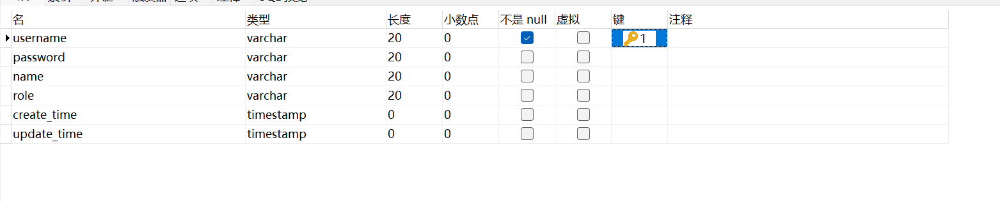 名 类型 长度 小数点 不是 null 虚拟 键 注释
username varchar 20 0 1
password varchar 20 0
name varchar 20 0
role varchar 20 0
create_time timestamp 0 0
update_time timestamp 0 0